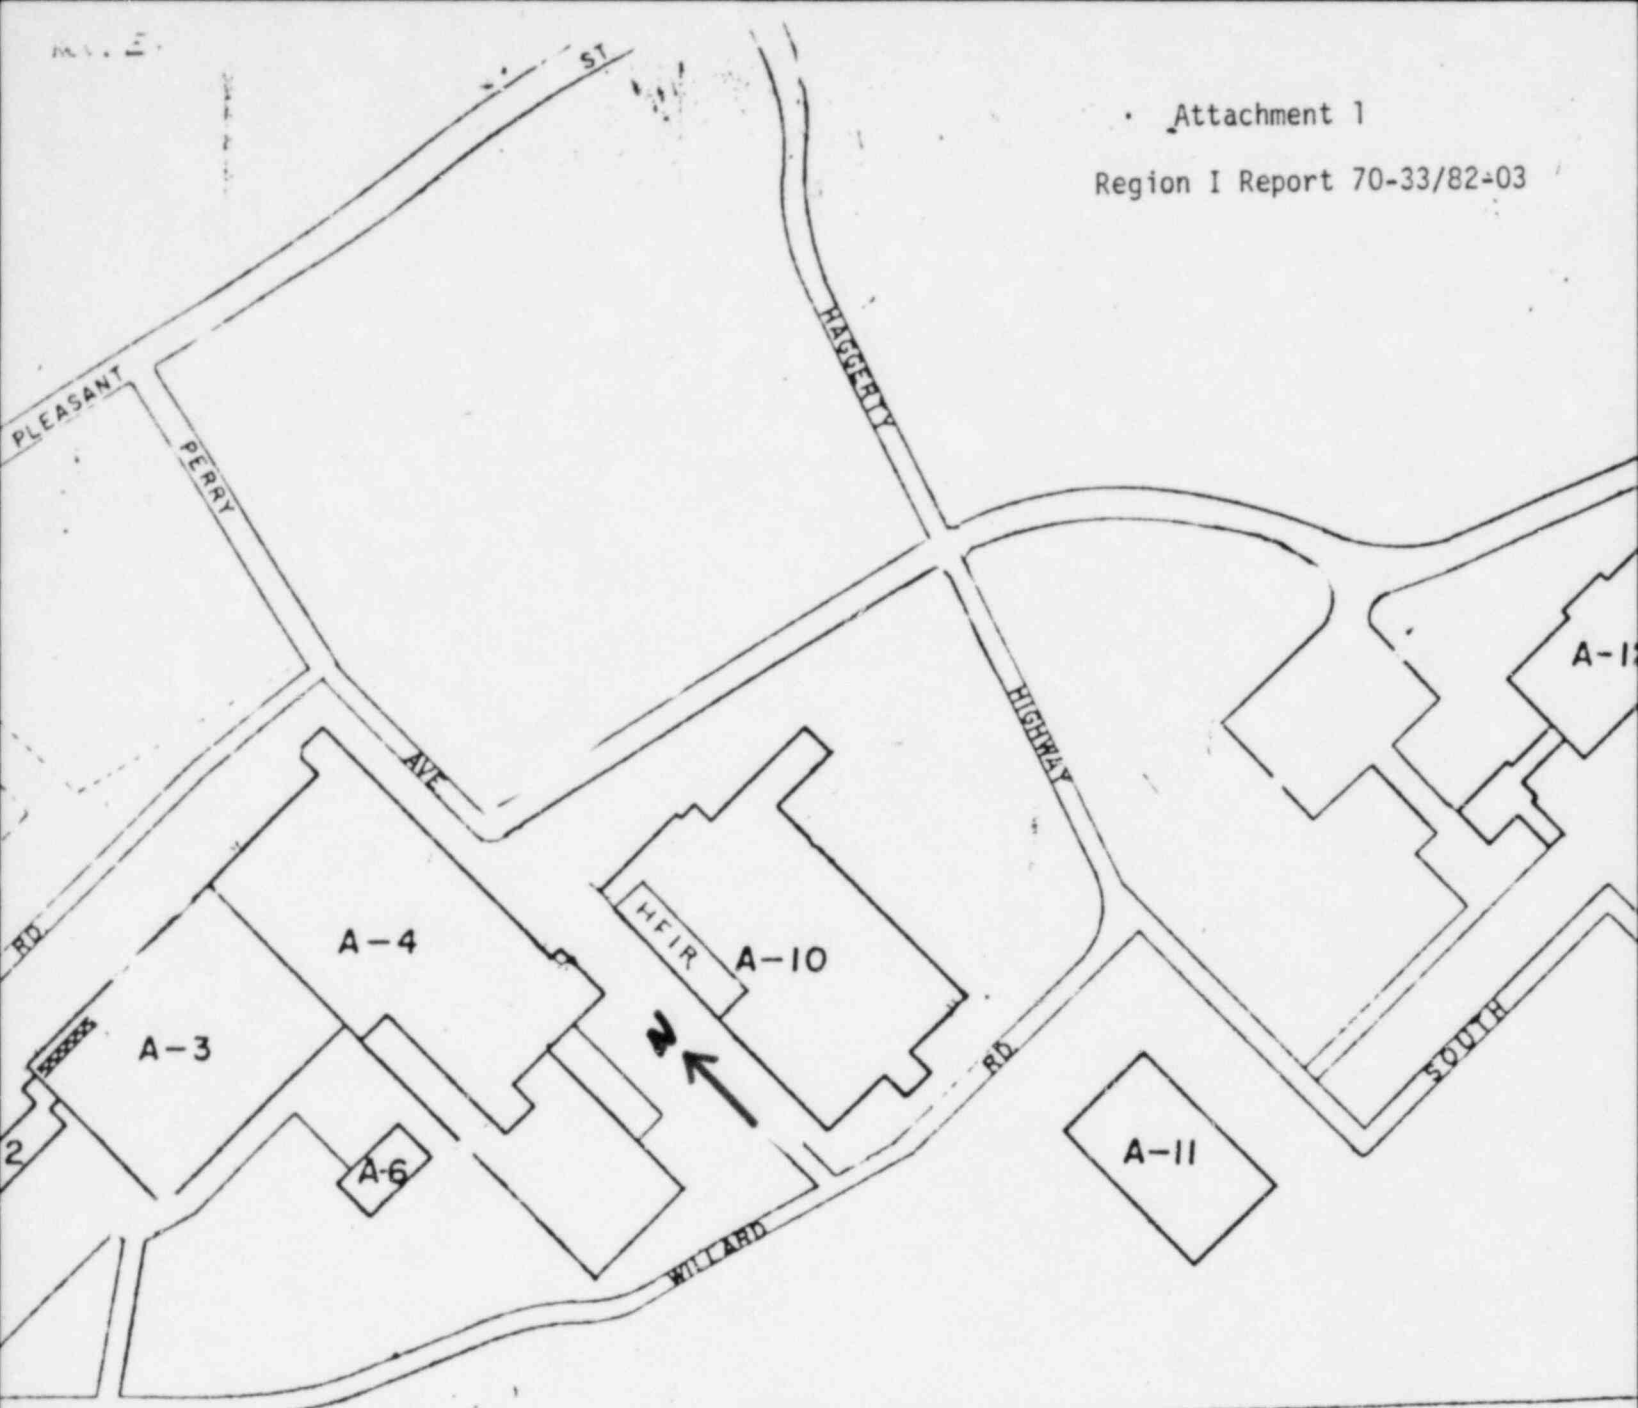 Attachment 1
Region I Report 70-33/82-03
ST
HAGGERTY
PLEASANT
PERRY
HIGHWAY
AVE
RD
A-4
HFIR
A-10
A-3
N
RD
SOUTH
A-11
2
A-6
WILLARD